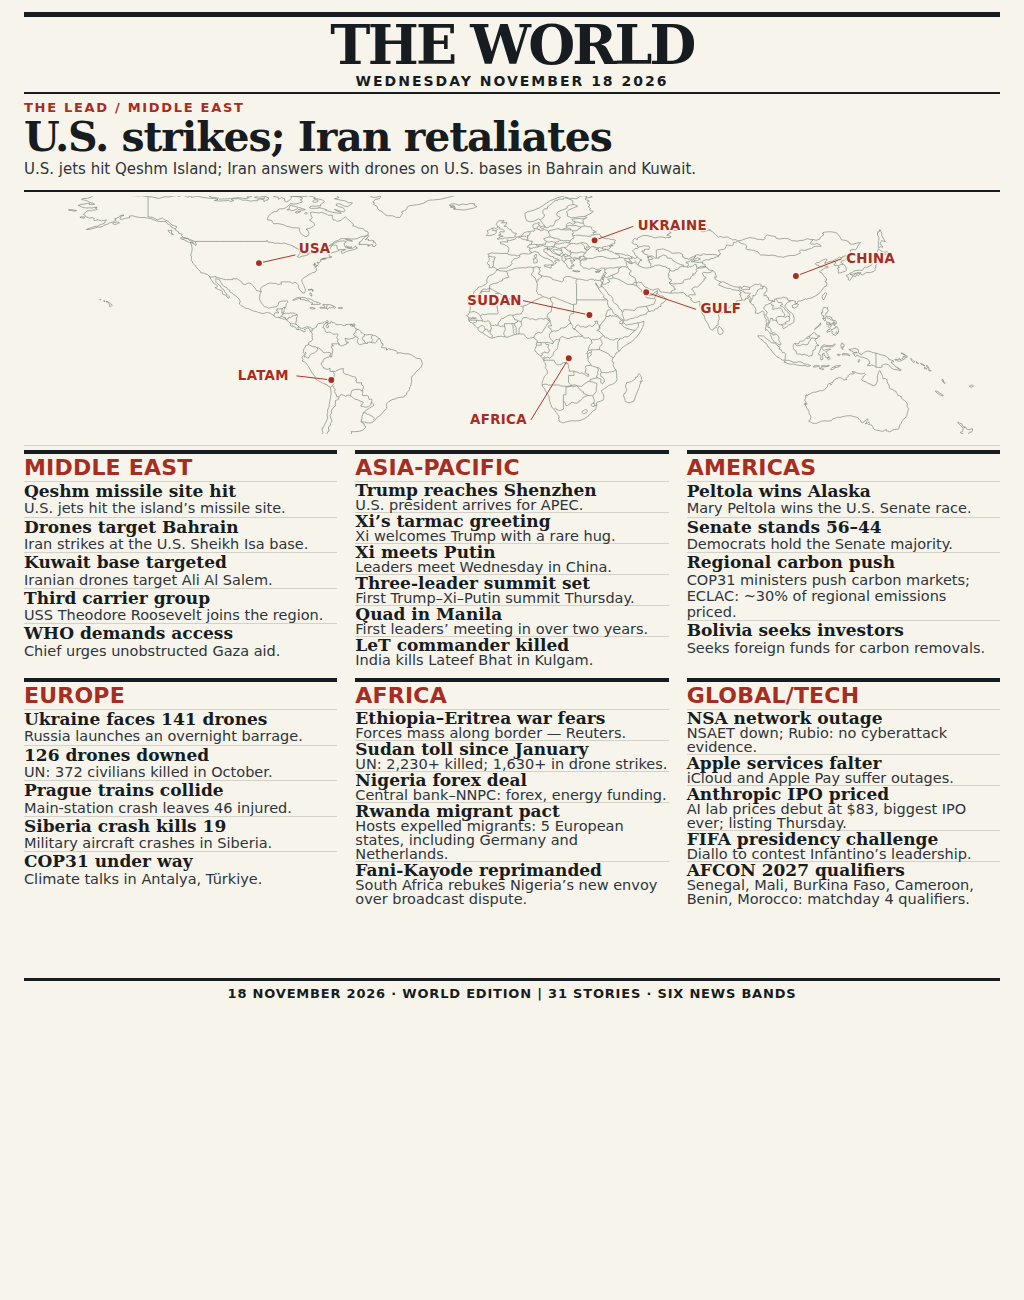 THE WORLD
WEDNESDAY NOVEMBER 18 2026
THE LEAD / MIDDLE EAST
U.S. strikes; Iran retaliates
U.S. jets hit Qeshm Island; Iran answers with drones on U.S. bases in Bahrain and Kuwait.
UKRAINE
USA
CHINA
SUDAN
GULF
LATAM
AFRICA
MIDDLE EAST
Qeshm missile site hit
U.S. jets hit the island’s missile site.
Drones target Bahrain
Iran strikes at the U.S. Sheikh Isa base.
Kuwait base targeted
Iranian drones target Ali Al Salem.
Third carrier group
USS Theodore Roosevelt joins the region.
WHO demands access
Chief urges unobstructed Gaza aid.
ASIA-PACIFIC
Trump reaches Shenzhen
U.S. president arrives for APEC.
Xi’s tarmac greeting
Xi welcomes Trump with a rare hug.
Xi meets Putin
Leaders meet Wednesday in China.
Three-leader summit set
First Trump–Xi–Putin summit Thursday.
Quad in Manila
First leaders’ meeting in over two years.
LeT commander killed
India kills Lateef Bhat in Kulgam.
AMERICAS
Peltola wins Alaska
Mary Peltola wins the U.S. Senate race.
Senate stands 56–44
Democrats hold the Senate majority.
Regional carbon push
COP31 ministers push carbon markets;
ECLAC: ~30% of regional emissions
priced.
Bolivia seeks investors
Seeks foreign funds for carbon removals.
EUROPE
Ukraine faces 141 drones
Russia launches an overnight barrage.
126 drones downed
UN: 372 civilians killed in October.
Prague trains collide
Main-station crash leaves 46 injured.
Siberia crash kills 19
Military aircraft crashes in Siberia.
COP31 under way
Climate talks in Antalya, Türkiye.
AFRICA
Ethiopia–Eritrea war fears
Forces mass along border — Reuters.
Sudan toll since January
UN: 2,230+ killed; 1,630+ in drone strikes.
Nigeria forex deal
Central bank–NNPC: forex, energy funding.
Rwanda migrant pact
Hosts expelled migrants: 5 European
states, including Germany and
Netherlands.
Fani-Kayode reprimanded
South Africa rebukes Nigeria’s new envoy
over broadcast dispute.
GLOBAL/TECH
NSA network outage
NSAET down; Rubio: no cyberattack
evidence.
Apple services falter
iCloud and Apple Pay suffer outages.
Anthropic IPO priced
AI lab prices debut at $83, biggest IPO
ever; listing Thursday.
FIFA presidency challenge
Diallo to contest Infantino’s leadership.
AFCON 2027 qualifiers
Senegal, Mali, Burkina Faso, Cameroon,
Benin, Morocco: matchday 4 qualifiers.
18 NOVEMBER 2026 · WORLD EDITION | 31 STORIES · SIX NEWS BANDS